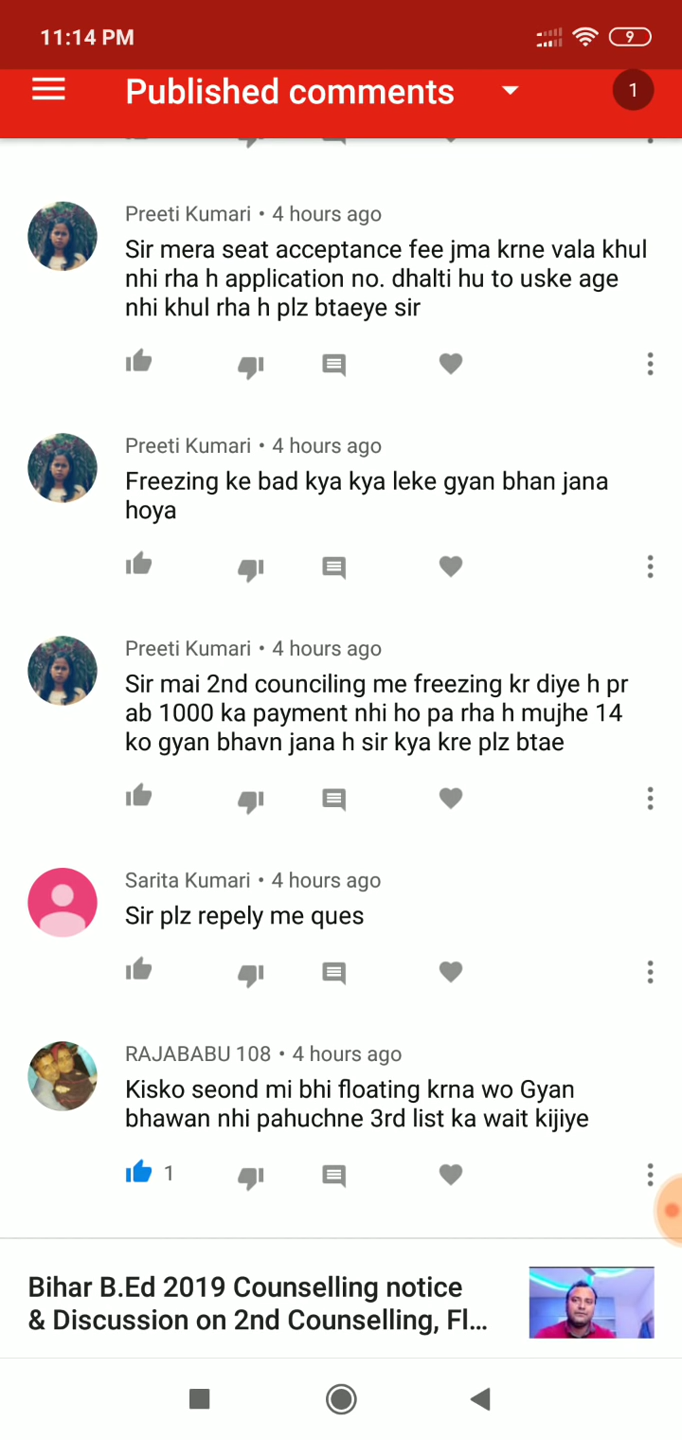 11:14 PM
9
Published comments
1
Preeti Kumari • 4 hours ago
Sir mera seat acceptance fee jma krne vala khul
nhi rha h application no. dhalti hu to uske age
nhi khul rha h plz btaeye sir
Preeti Kumari • 4 hours ago
Freezing ke bad kya kya leke gyan bhan jana
hoya
Preeti Kumari • 4 hours ago
Sir mai 2nd counciling me freezing kr diye h pr
ab 1000 ka payment nhi ho pa rha h mujhe 14
ko gyan bhavn jana h sir kya kre plz btae
Sarita Kumari • 4 hours ago
Sir plz repely me ques
RAJABABU 108 • 4 hours ago
Kisko seond mi bhi floating krna wo Gyan
bhawan nhi pahuchne 3rd list ka wait kijiye
1
Bihar B.Ed 2019 Counselling notice
& Discussion on 2nd Counselling, Fl...